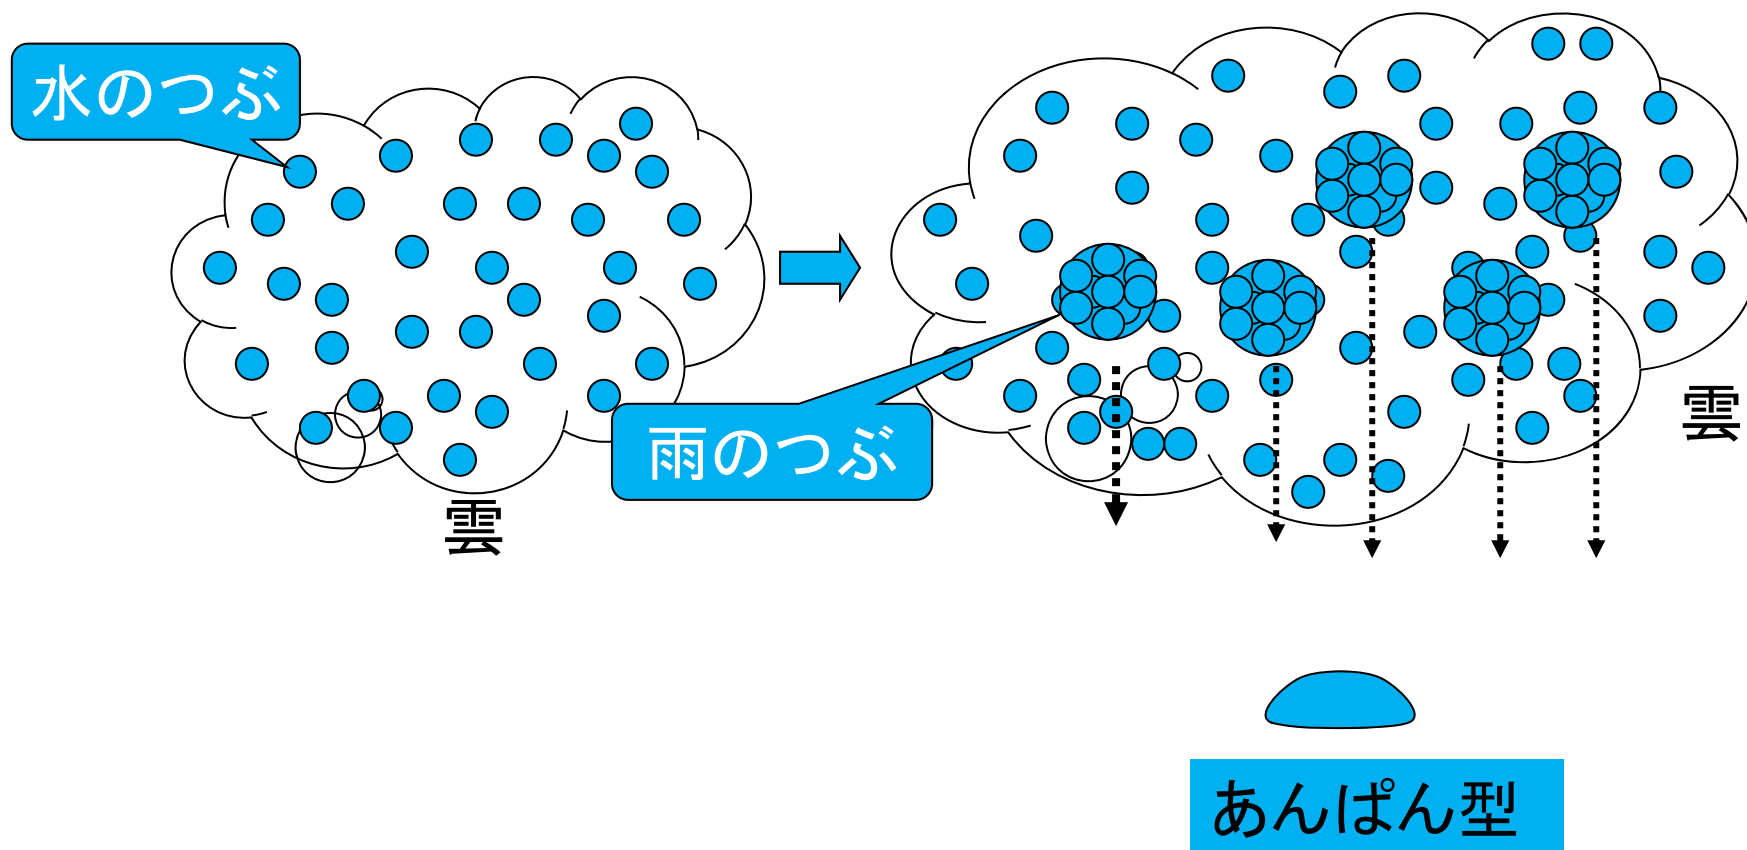 水のつぶ
雲
雨のつぶ
雲
あんぱん型